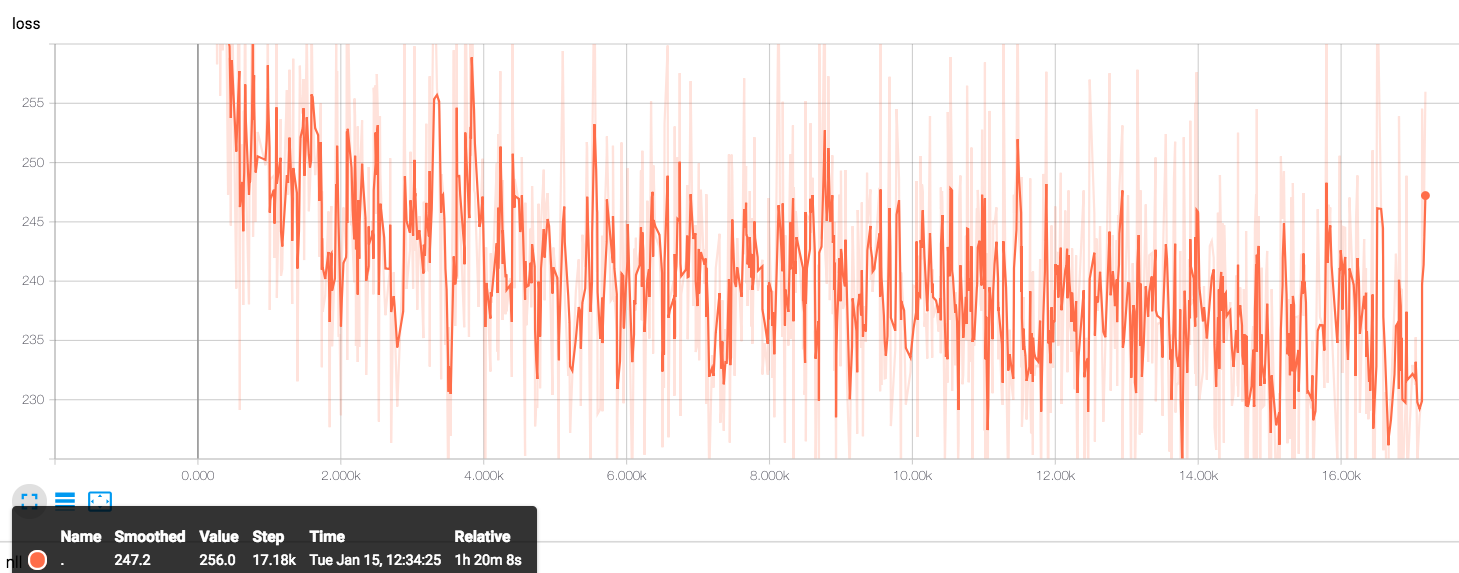 loss
255
250
245
240
235
230
0.000 2.000k 4.000k 6.000k 8.000k 10.00k 12.00k 14.00k 16.00k
Name Smoothed Value Step Time Relative
. 247.2 256.0 17.18k Tue Jan 15, 12:34:25 1h 20m 8s